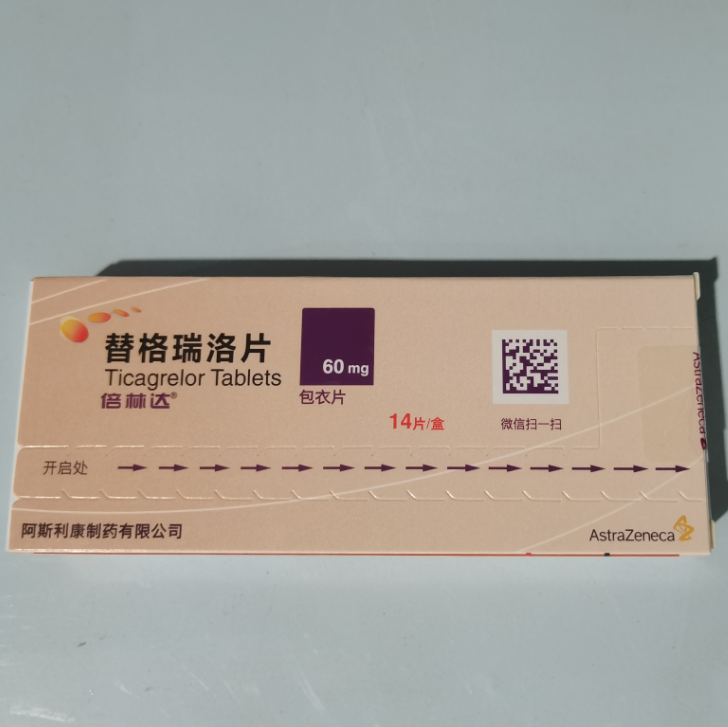 替格瑞洛片
Ticagrelor Tablets
倍林达®
60 mg
包衣片
14片/盒
微信扫一扫
AstraZeneca
开启处
阿斯利康制药有限公司
AstraZeneca